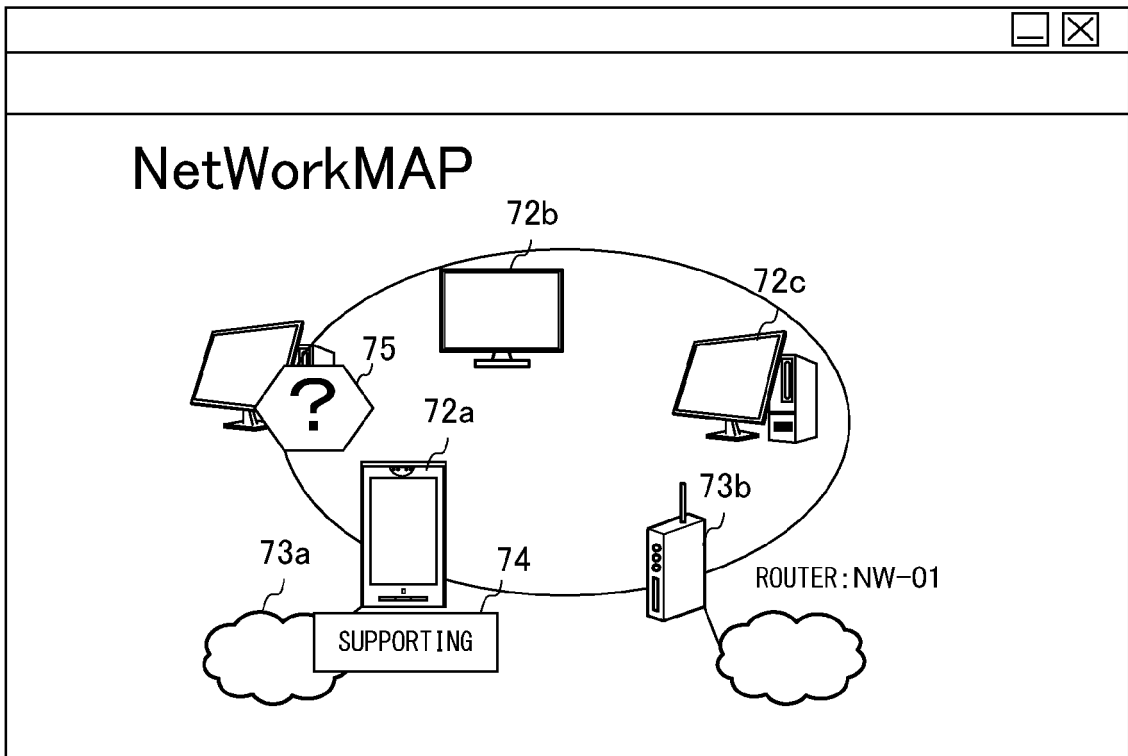 NetWorkMAP
72b
72c
75
?
72a
73b
73a
74
ROUTER:NW-01
SUPPORTING